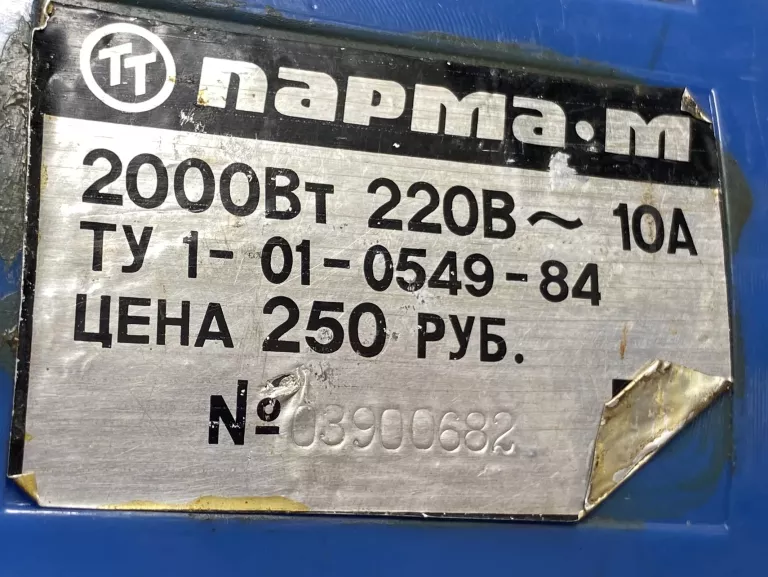 ТТ ПАРМА·М
2000Вт 220В ~ 10А
ТУ 1-01-0549-84
ЦЕНА 250 РУБ.
№ 03900682